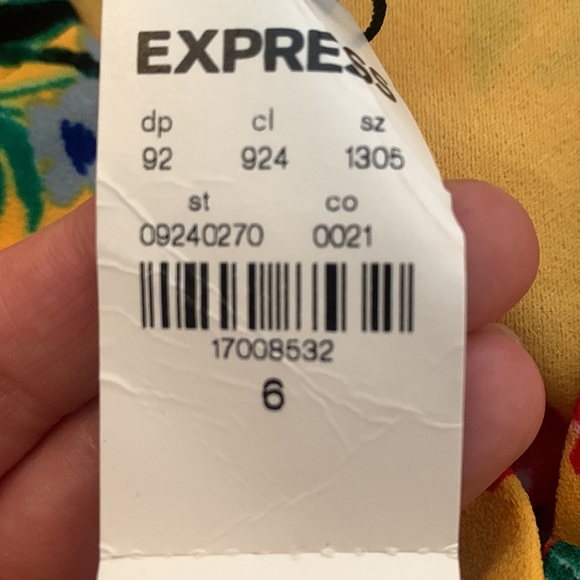 EXPRESS
dp cl sz
92 924 1305
st co
09240270 0021
17008532
6